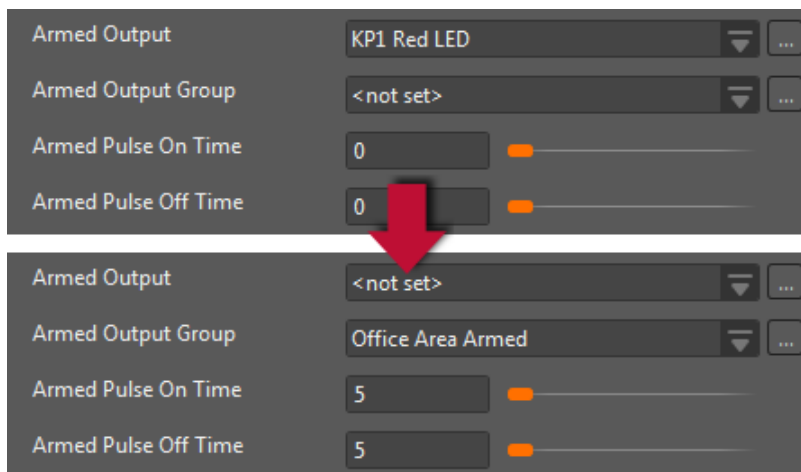 Armed Output KP1 Red LED ...
Armed Output Group <not set> ...
Armed Pulse On Time 0
Armed Pulse Off Time 0
Armed Output <not set> ...
Armed Output Group Office Area Armed ...
Armed Pulse On Time 5
Armed Pulse Off Time 5